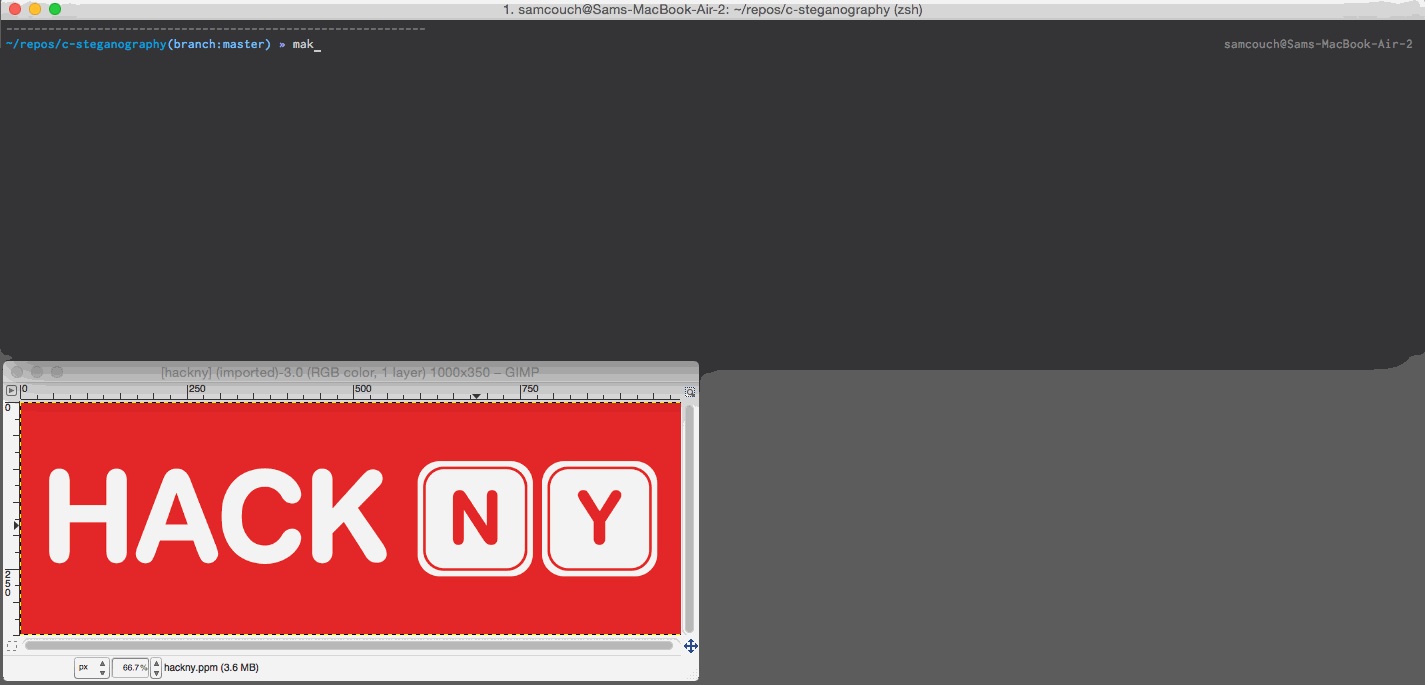 1. samcouch@Sams-MacBook-Air-2: ~/repos/c-steganography (zsh)
~/repos/c-steganography(branch:master) » mak_
samcouch@Sams-MacBook-Air-2
[hackny] (imported)-3.0 (RGB color, 1 layer) 1000x350 – GIMP
0 250 500 750
0
HACK NY
250
px 66.7% hackny.ppm (3.6 MB)